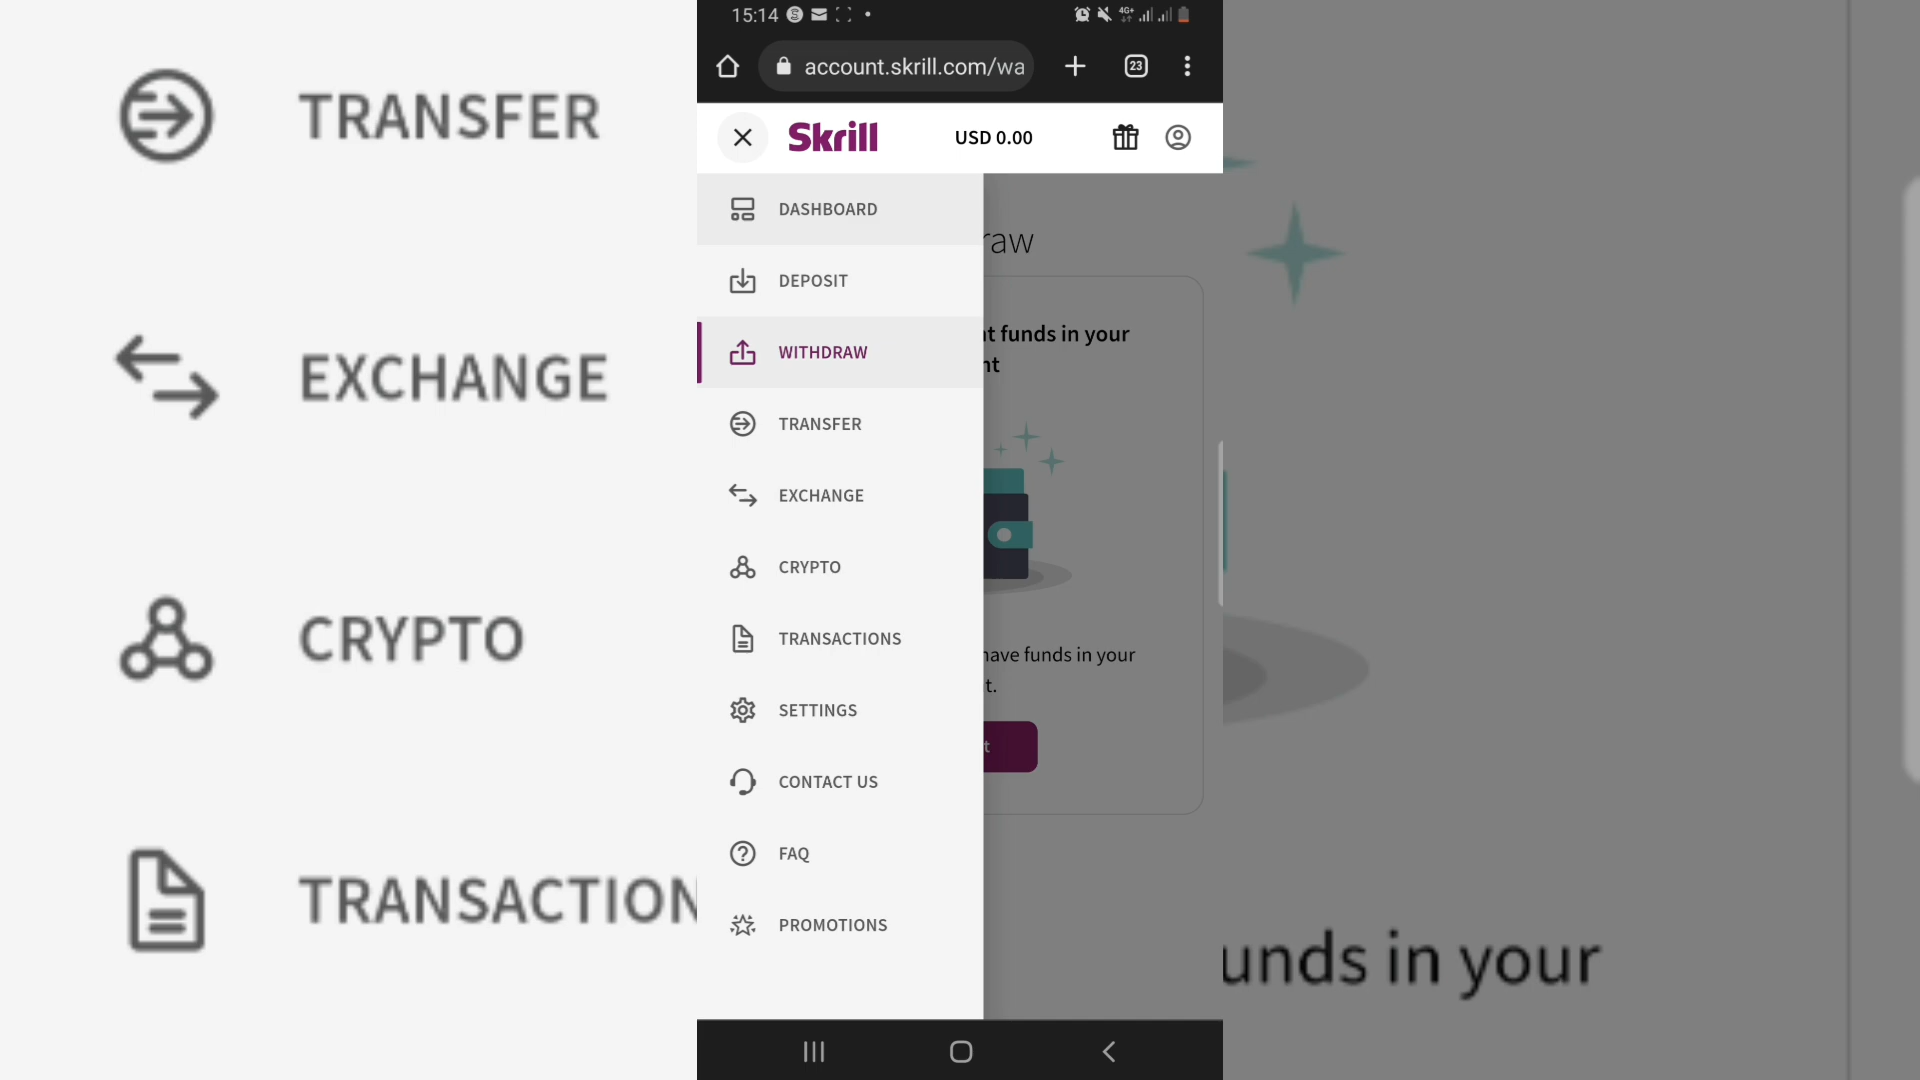 15:14
4G+
account.skrill.com/wa
23
Skrill
USD 0.00
DASHBOARD
DEPOSIT
WITHDRAW
TRANSFER
EXCHANGE
CRYPTO
TRANSACTIONS
SETTINGS
CONTACT US
FAQ
PROMOTIONS
raw
t funds in your
nt
have funds in your
t.
t
TRANSFER
EXCHANGE
CRYPTO
TRANSACTION
unds in your